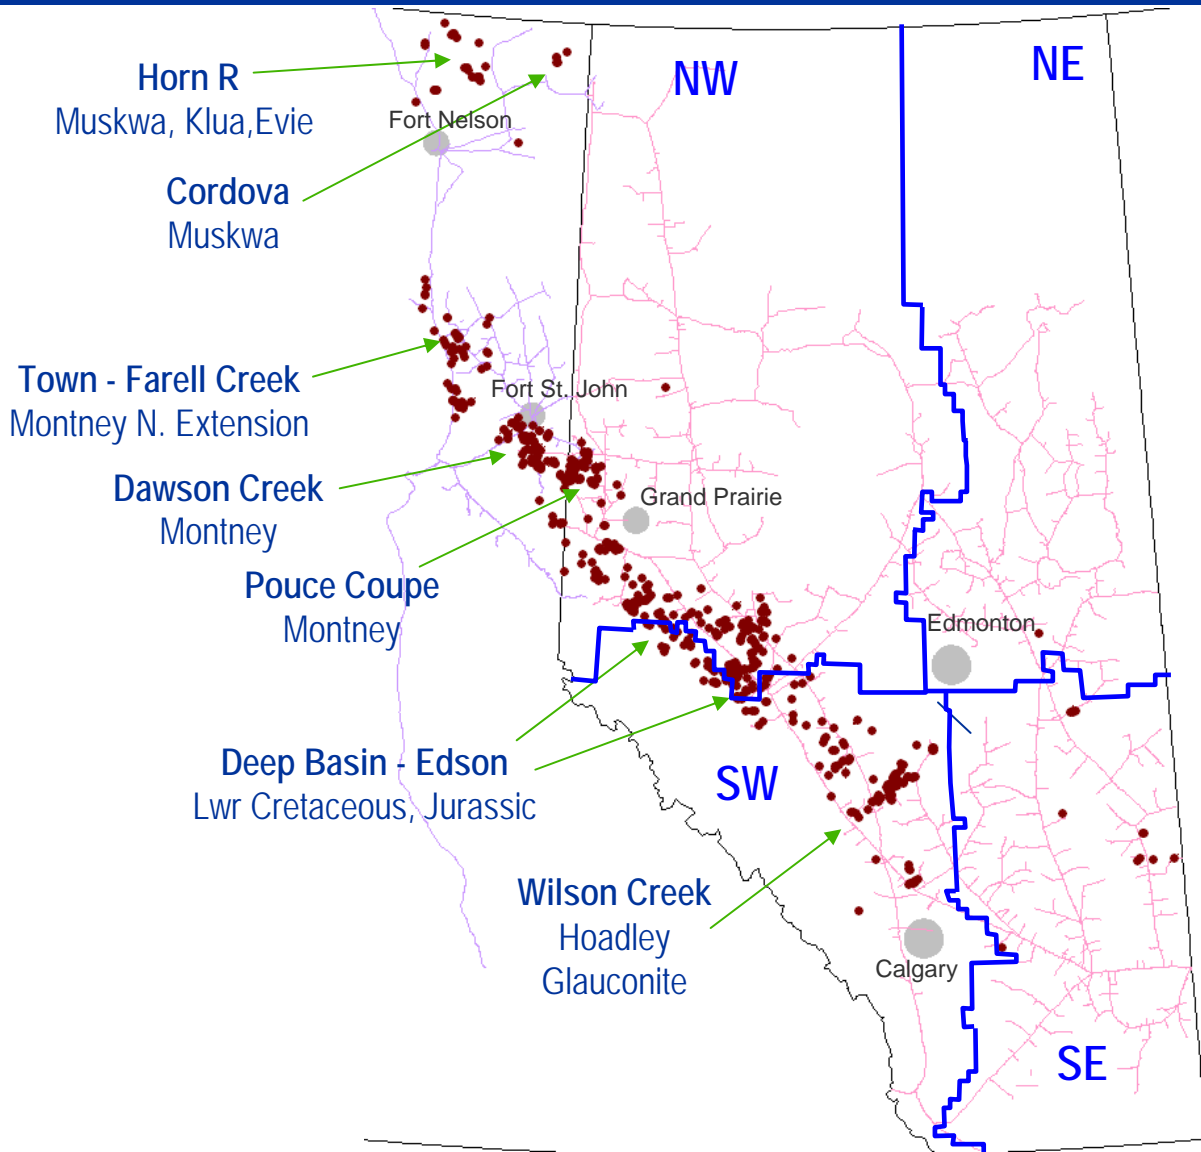 NW
NE
Horn R
Muskwa, Klua,Evie
Fort Nelson
Cordova
Muskwa
Town - Farell Creek
Montney N. Extension
Fort St. John
Dawson Creek
Montney
Grand Prairie
Pouce Coupe
Montney
Edmonton
Deep Basin - Edson
Lwr Cretaceous, Jurassic
SW
Wilson Creek
Hoadley
Glauconite
Calgary
SE